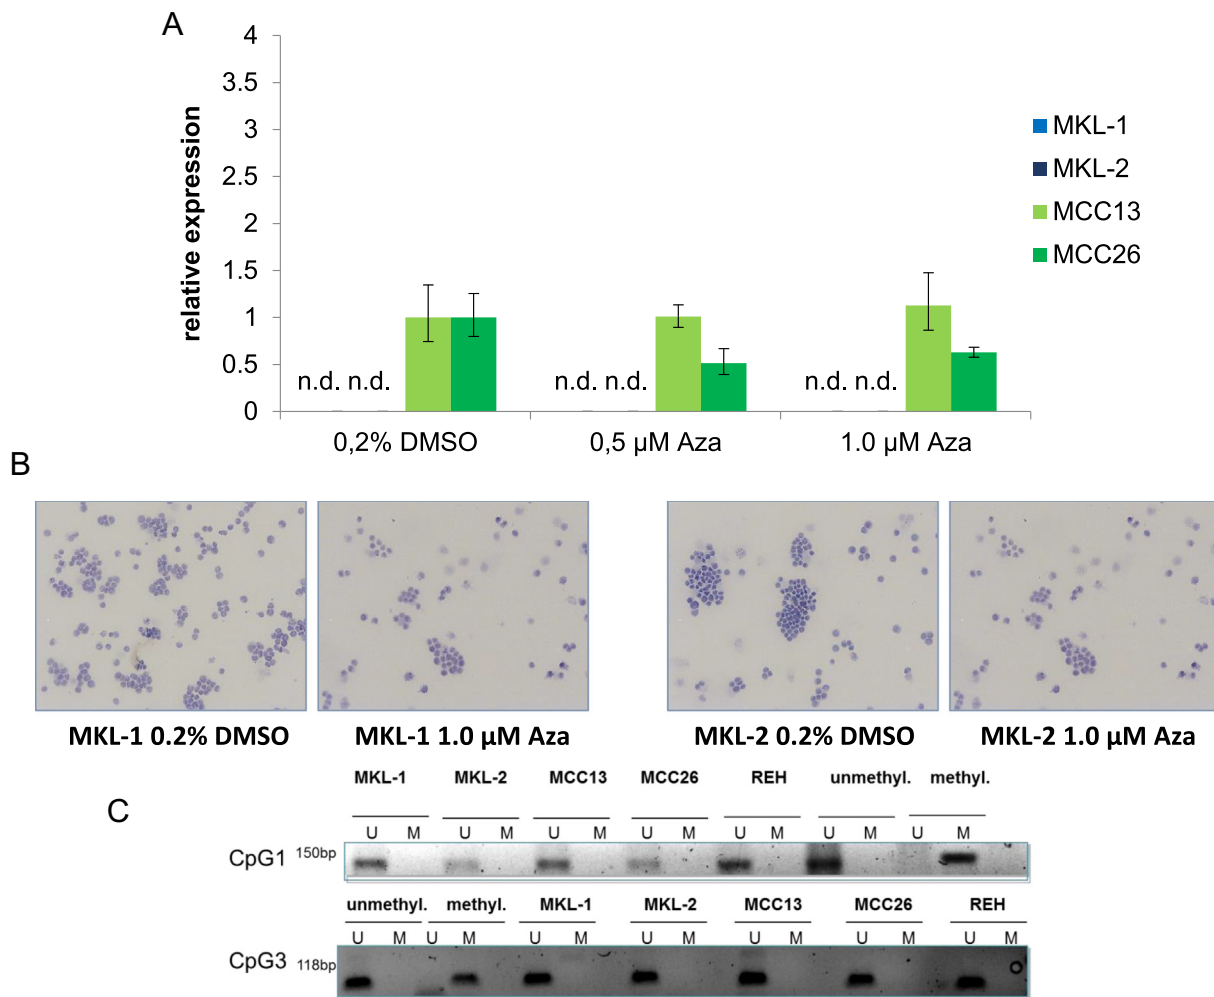 A
4
3.5
3
2.5
2
1.5
1
0.5
0
relative expression
n.d. n.d.
n.d. n.d.
n.d. n.d.
0,2% DMSO
0,5 µM Aza
1.0 µM Aza
MKL-1
MKL-2
MCC13
MCC26
B
MKL-1 0.2% DMSO
MKL-1 1.0 µM Aza
MKL-2 0.2% DMSO
MKL-2 1.0 µM Aza
C
MKL-1 MKL-2 MCC13 MCC26 REH unmethyl. methyl.
U M U M U M U M U M U M U M
CpG1 150bp
unmethyl. methyl. MKL-1 MKL-2 MCC13 MCC26 REH
U M U M U M U M U M U M U M
CpG3 118bp